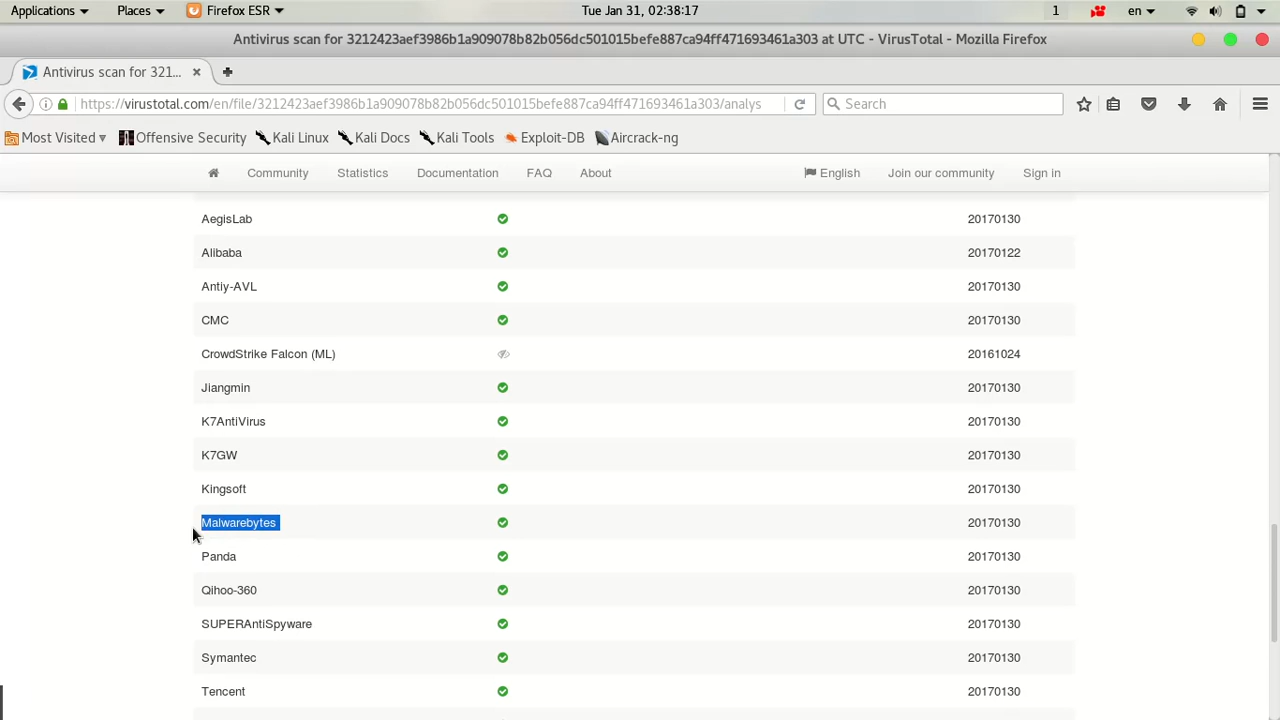 Applications Places Firefox ESR Tue Jan 31, 02:38:17 1 en
Antivirus scan for 3212423aef3986b1a909078b82b056dc501015befe887ca94ff471693461a303 at UTC - VirusTotal - Mozilla Firefox
Antivirus scan for 321...
https://virustotal.com/en/file/3212423aef3986b1a909078b82b056dc501015befe887ca94ff471693461a303/analys Search
Most Visited Offensive Security Kali Linux Kali Docs Kali Tools Exploit-DB Aircrack-ng
Community Statistics Documentation FAQ About English Join our community Sign in
AegisLab 20170130
Alibaba 20170122
Antiy-AVL 20170130
CMC 20170130
CrowdStrike Falcon (ML) 20161024
Jiangmin 20170130
K7AntiVirus 20170130
K7GW 20170130
Kingsoft 20170130
Malwarebytes 20170130
Panda 20170130
Qihoo-360 20170130
SUPERAntiSpyware 20170130
Symantec 20170130
Tencent 20170130